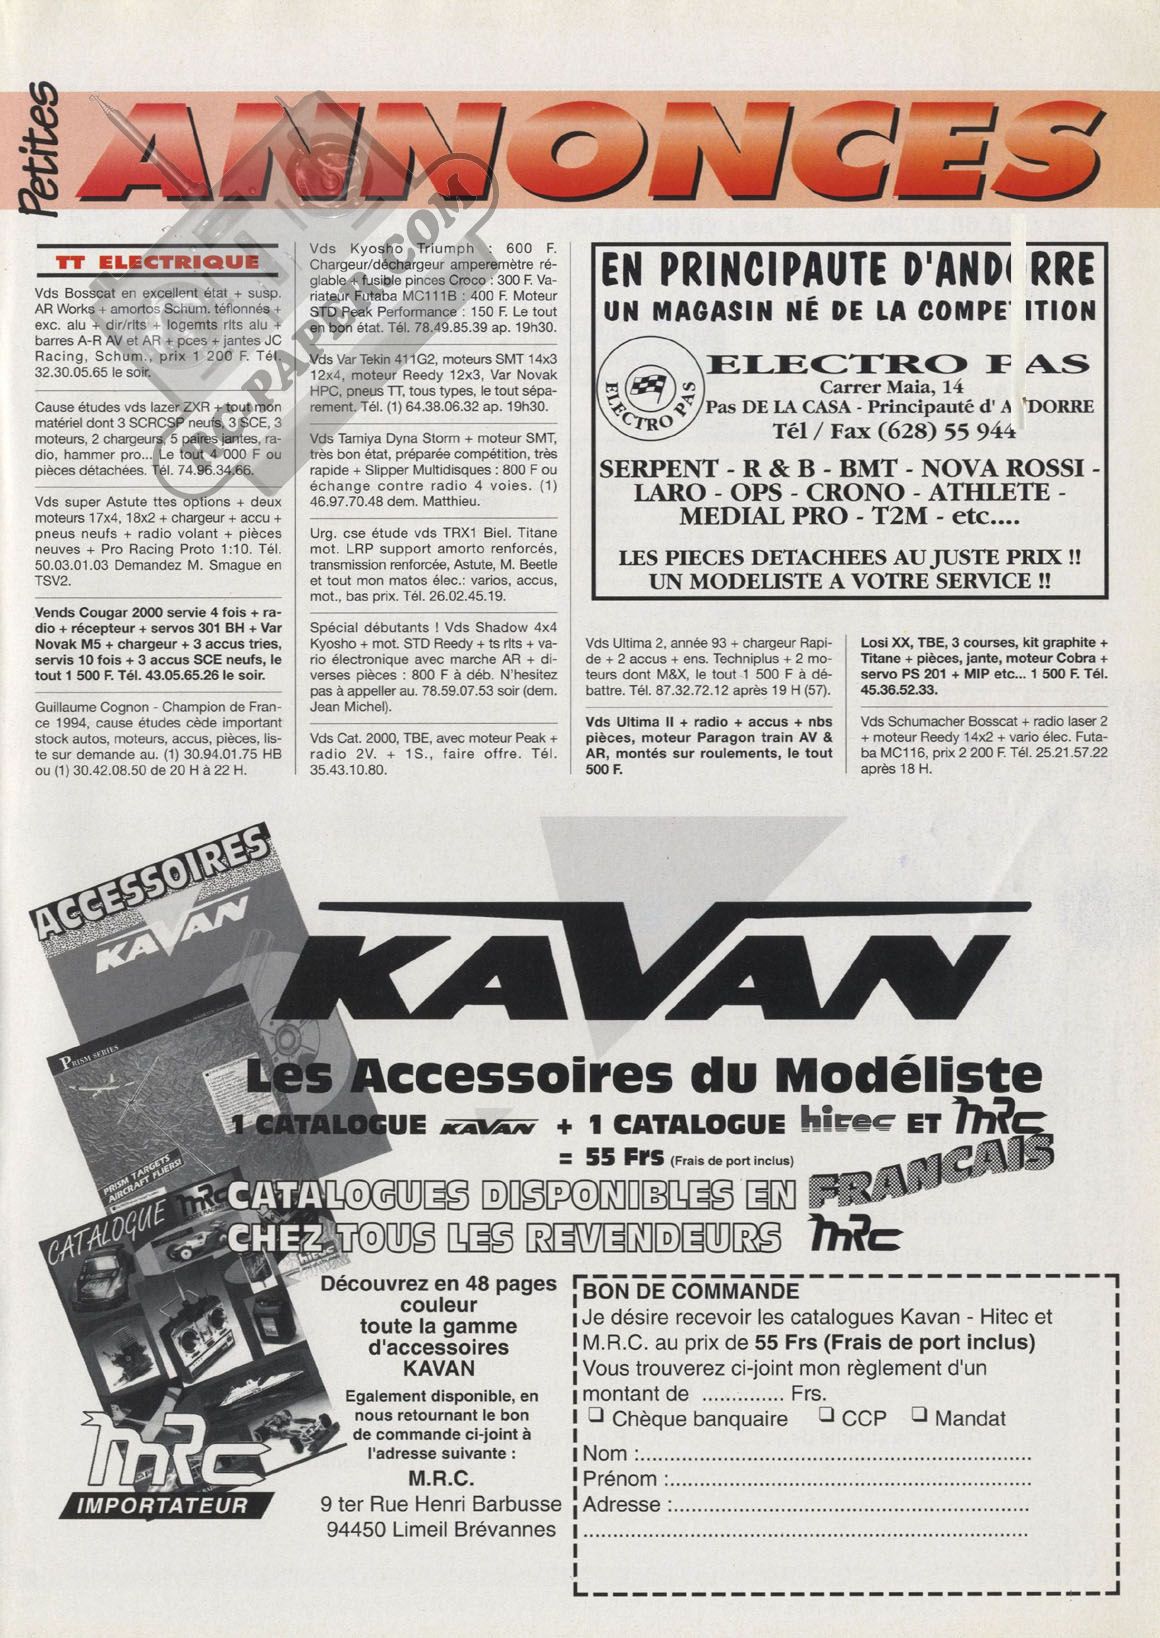 Petites
ANNONCES
TT ELECTRIQUE
Vds Bosscat en excellent état + susp.
AR Works + amortos Schum. téflonnés +
exc. alu + dir/rlts + logemts rlts alu +
barres A-R AV et AR + pces + jantes JC
Racing, Schum., prix 1 200 F. Tél.
32.30.05.65 le soir.
Cause études vds lazer ZXR + tout mon
matériel dont 3 SCRCSP neufs, 3 SCE, 3
moteurs, 2 chargeurs, 5 paires jantes, ra-
dio, hammer pro... Le tout 4 000 F ou
pièces détachées. Tél. 74.96.34.66.
Vds super Astute ttes options + deux
moteurs 17x4, 18x2 + chargeur + accu +
pneus neufs + radio volant + pièces
neuves + Pro Racing Proto 1:10. Tél.
50.03.01.03 Demandez M. Smague en
TSV2.
Vends Cougar 2000 servie 4 fois + ra-
dio + récepteur + servos 301 BH + Var
Novak M5 + chargeur + 3 accus tries,
servis 10 fois + 3 accus SCE neufs, le
tout 1 500 F. Tél. 43.05.65.26 le soir.
Guillaume Cognon - Champion de Fran-
ce 1994, cause études cède important
stock autos, moteurs, accus, pièces, lis-
te sur demande au. (1) 30.94.01.75 HB
ou (1) 30.42.08.50 de 20 H à 22 H.
Vds Kyosho Triumph : 600 F.
Chargeur/déchargeur amperemètre ré-
glable + fusible pinces Croco : 300 F. Va-
riateur Futaba MC111B : 400 F. Moteur
STD Peak Performance : 150 F. Le tout
en bon état. Tél. 78.49.85.39 ap. 19h30.
Vds Var Tekin 411G2, moteurs SMT 14x3
12x4, moteur Reedy 12x3, Var Novak
HPC, pneus TT, tous types, le tout sépa-
rement. Tél. (1) 64.38.06.32 ap. 19h30.
Vds Tamiya Dyna Storm + moteur SMT,
très bon état, préparée compétition, très
rapide + Slipper Multidisques : 800 F ou
échange contre radio 4 voies. (1)
46.97.70.48 dem. Matthieu.
Urg. cse étude vds TRX1 Biel. Titane
mot. LRP support amorto renforcés,
transmission renforcée, Astute, M. Beetle
et tout mon matos élec.: varios, accus,
mot., bas prix. Tél. 26.02.45.19.
Spécial débutants ! Vds Shadow 4x4
Kyosho + mot. STD Reedy + ts rlts + va-
rio électronique avec marche AR + di-
verses pièces : 800 F à déb. N'hesitez
pas à appeller au. 78.59.07.53 soir (dem.
Jean Michel).
Vds Cat. 2000, TBE, avec moteur Peak +
radio 2V. + 1S., faire offre. Tél.
35.43.10.80.
EN PRINCIPAUTE D'ANDORRE
UN MAGASIN NÉ DE LA COMPETITION
ELECTRO PAS
ELECTRO PAS
Carrer Maia, 14
Pas DE LA CASA - Principauté d'ANDORRE
Tél / Fax (628) 55 944
SERPENT - R & B - BMT - NOVA ROSSI -
LARO - OPS - CRONO - ATHLETE -
MEDIAL PRO - T2M - etc....
LES PIECES DETACHEES AU JUSTE PRIX !!
UN MODELISTE A VOTRE SERVICE !!
Vds Ultima 2, année 93 + chargeur Rapi-
de + 2 accus + ens. Techniplus + 2 mo-
teurs dont M&X, le tout 1 500 F à dé-
battre. Tél. 87.32.72.12 après 19 H (57).
Vds Ultima II + radio + accus + nbs
pièces, moteur Paragon train AV &
AR, montés sur roulements, le tout
500 F.
Losi XX, TBE, 3 courses, kit graphite +
Titane + pièces, jante, moteur Cobra +
servo PS 201 + MIP etc... 1 500 F. Tél.
45.36.52.33.
Vds Schumacher Bosscat + radio laser 2
+ moteur Reedy 14x2 + vario élec. Futa-
ba MC116, prix 2 200 F. Tél. 25.21.57.22
après 18 H.
RCPAPER.COM
ACCESSOIRES
KAVAN
PRISM SERIES
PRISM TARGETS
AIRCRAFT FLIERS!
CATALOGUE
MRC
hitec
KAVAN
Les Accessoires du Modéliste
1 CATALOGUE KAVAN + 1 CATALOGUE hitec ET MRC
= 55 Frs (Frais de port inclus)
CATALOGUES DISPONIBLES EN FRANCAIS
CHEZ TOUS LES REVENDEURS MRC
Découvrez en 48 pages
couleur
toute la gamme
d'accessoires
KAVAN
Egalement disponible, en
nous retournant le bon
de commande ci-joint à
l'adresse suivante :
M.R.C.
9 ter Rue Henri Barbusse
94450 Limeil Brévannes
MRC
IMPORTATEUR
BON DE COMMANDE
Je désire recevoir les catalogues Kavan - Hitec et
M.R.C. au prix de 55 Frs (Frais de port inclus)
Vous trouverez ci-joint mon règlement d'un
montant de .............. Frs.
❏ Chèque banquaire ❏ CCP ❏ Mandat
Nom :..................................................................
Prénom :.............................................................
Adresse :............................................................
...........................................................................